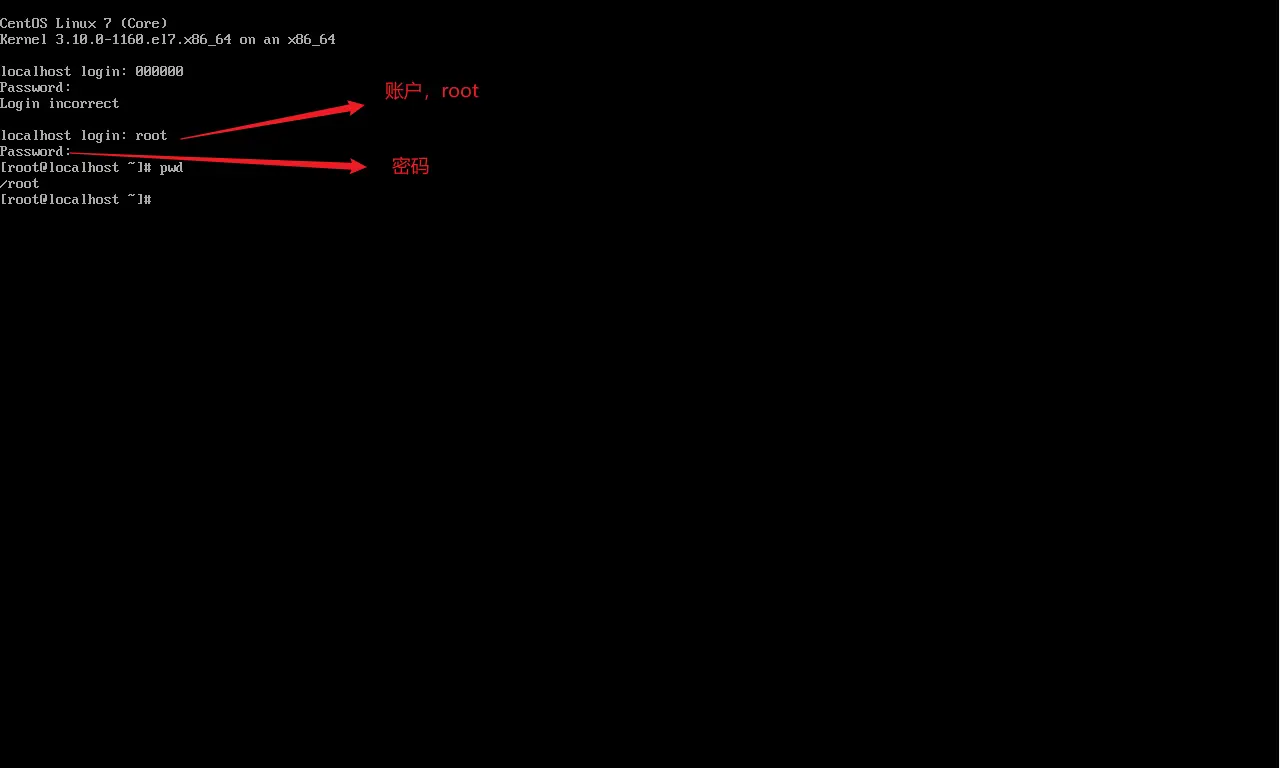 CentOS Linux 7 (Core)
Kernel 3.10.0-1160.el7.x86_64 on an x86_64
localhost login: 000000
Password:
Login incorrect
账户，root
localhost login: root
Password:
密码
[root@localhost ~]# pwd
/root
[root@localhost ~]#